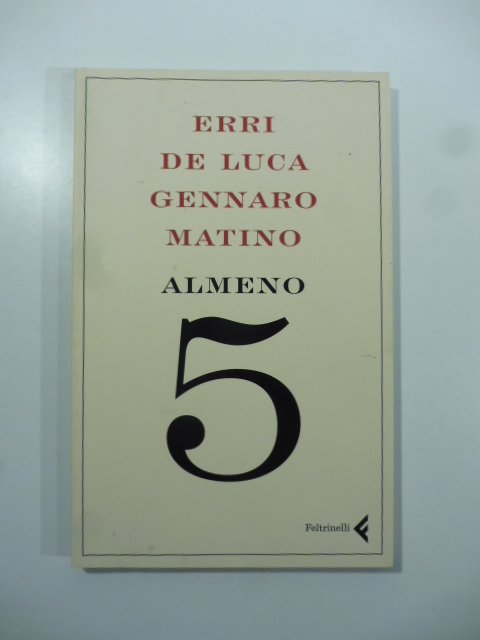 ERRI
DE LUCA
GENNARO
MATINO
ALMENO
5
Feltrinelli